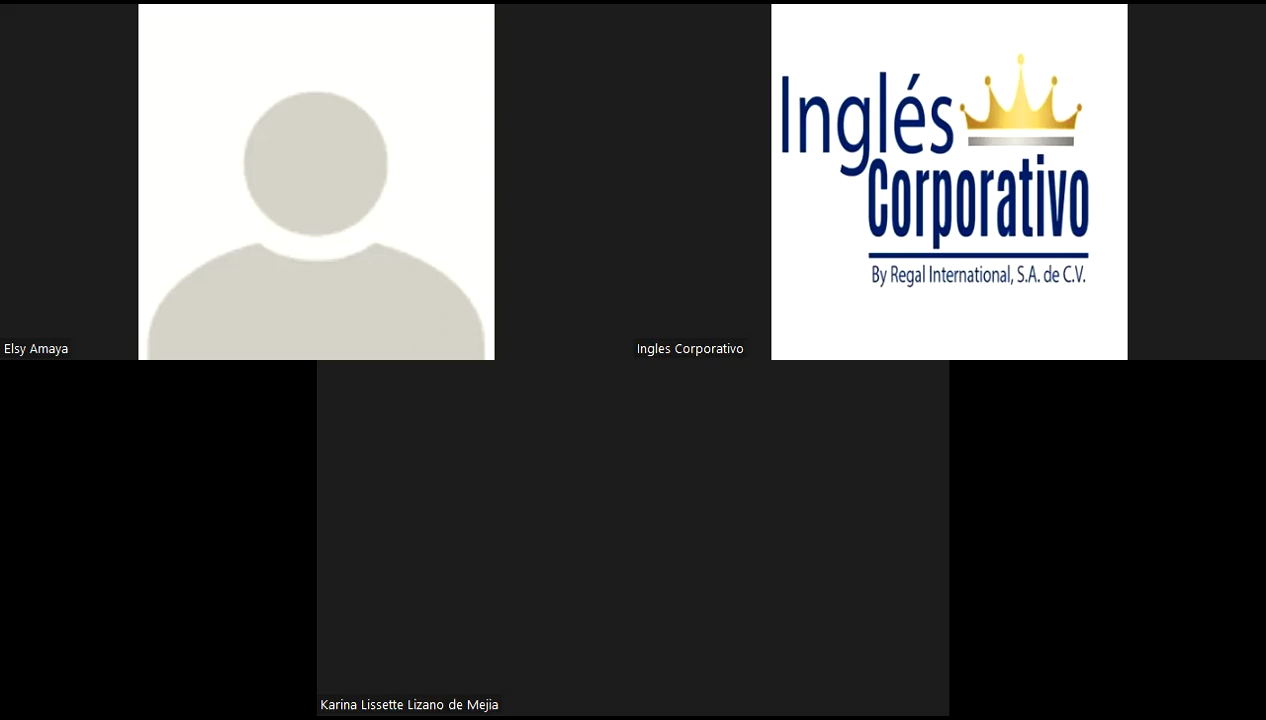 Inglés
Corporativo
By Regal International, S.A. de C.V.
Elsy Amaya
Ingles Corporativo
Karina Lissette Lizano de Mejia